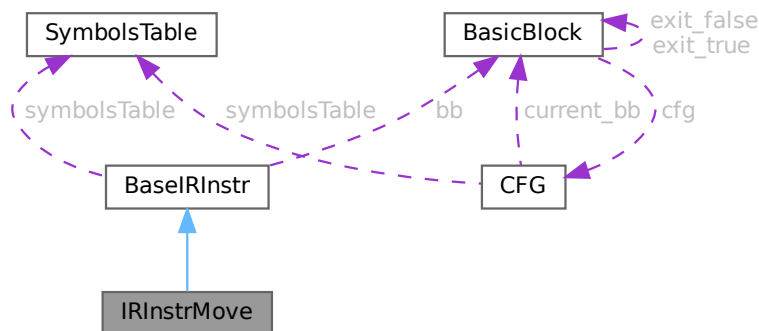 SymbolsTable
BasicBlock
exit_false
exit_true
symbolsTable
symbolsTable
bb
current_bb
cfg
BaseIRInstr
CFG
IRInstrMove